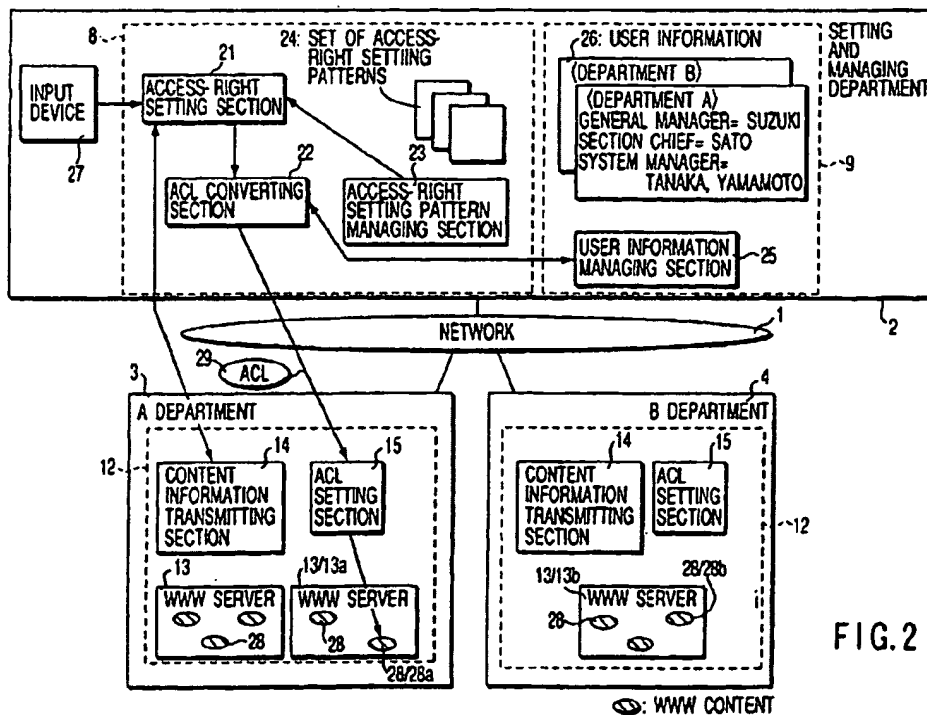 8
24: SET OF ACCESS-
RIGHT SETTIING
PATTERNS
21
INPUT
DEVICE
27
ACCESS-RIGHT
SETTING SECTION
22
ACL CONVERTING
SECTION
23
ACCESS-RIGHT
SETTING PATTERN
MANAGING SECTION
26: USER INFORMATION
(DEPARTMENT B)
(DEPARTMENT A)
GENERAL MANAGER= SUZUKI
SECTION CHIEF= SATO
SYSTEM MANAGER=
TANAKA, YAMAMOTO
SETTING
AND
MANAGING
DEPARTMENT
9
USER INFORMATION
MANAGING SECTION
25
NETWORK
1
2
29
ACL
3
A DEPARTMENT
12
14
CONTENT
INFORMATION
TRANSMITTING
SECTION
15
ACL
SETTING
SECTION
13
WWW SERVER
28
13/13a
WWW SERVER
28
28/28a
4
B DEPARTMENT
14
CONTENT
INFORMATION
TRANSMITTING
SECTION
15
ACL
SETTING
SECTION
12
13/13b
WWW SERVER
28
28/28b
i
FIG.2
: WWW CONTENT